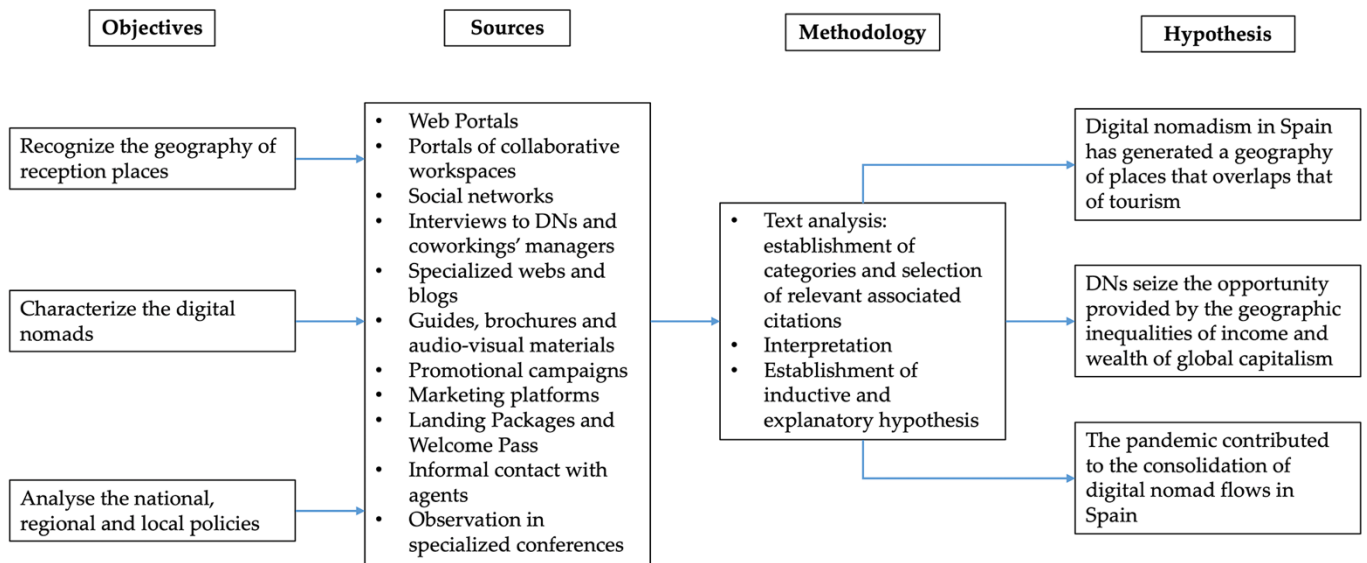 Objectives
Sources
Methodology
Hypothesis
Recognize the geography of
reception places
Characterize the digital
nomads
Analyse the national,
regional and local policies
• Web Portals
• Portals of collaborative
workspaces
• Social networks
• Interviews to DNs and
coworkings’ managers
• Specialized webs and
blogs
• Guides, brochures and
audio-visual materials
• Promotional campaigns
• Marketing platforms
• Landing Packages and
Welcome Pass
• Informal contact with
agents
• Observation in
specialized conferences
• Text analysis:
establishment of
categories and selection
of relevant associated
citations
• Interpretation
• Establishment of
inductive and
explanatory hypothesis
Digital nomadism in Spain
has generated a geography
of places that overlaps that
of tourism
DNs seize the opportunity
provided by the geographic
inequalities of income and
wealth of global capitalism
The pandemic contributed
to the consolidation of
digital nomad flows in
Spain